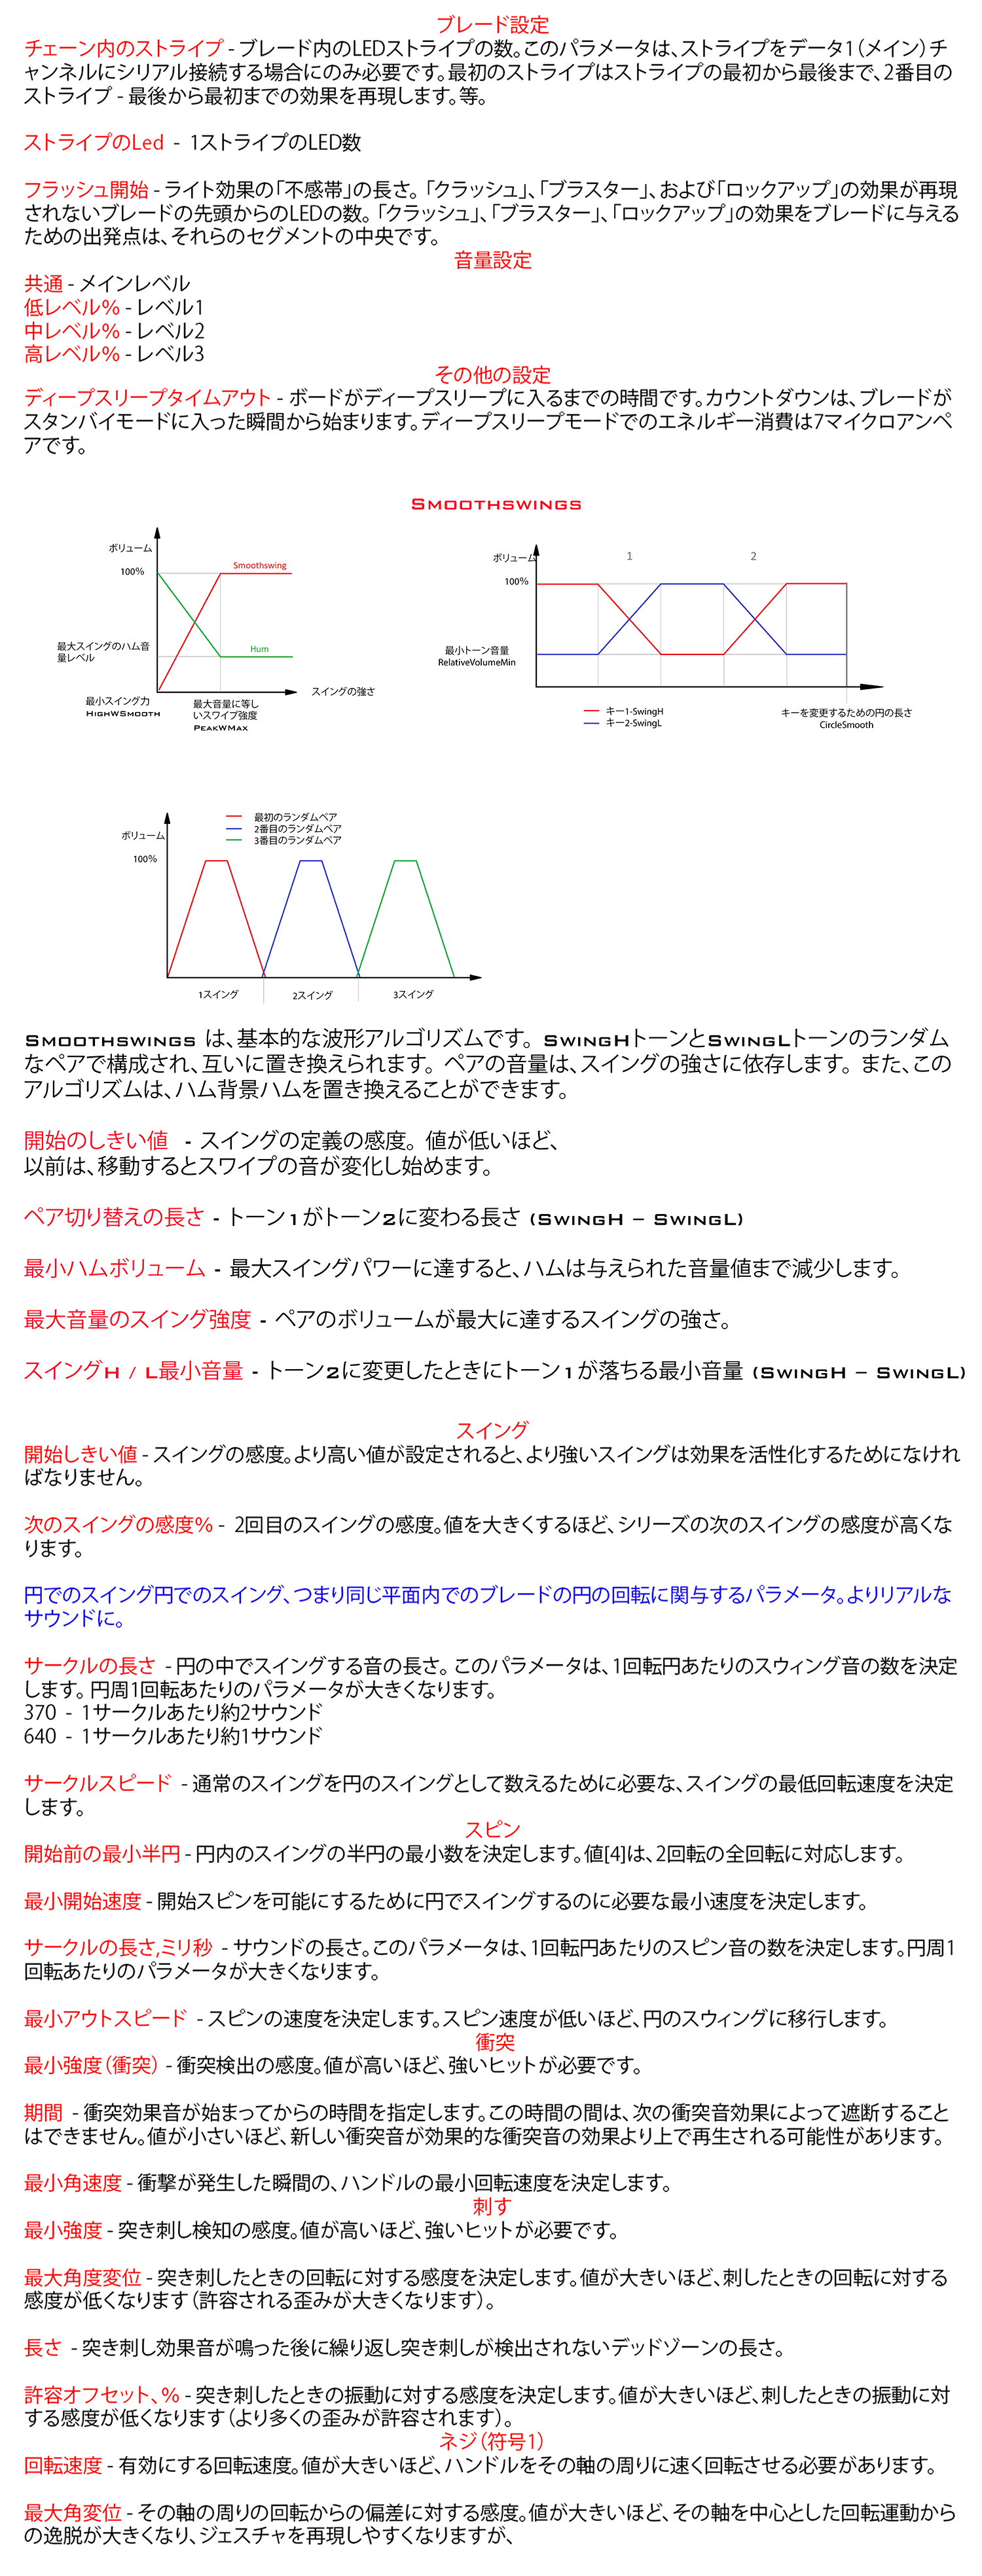 ブレード設定
チェーン内のストライプ - ブレード内のLEDストライプの数。このパラメータは、ストライプをデータ1（メイン）チ
ャンネルにシリアル接続する場合にのみ必要です。最初のストライプはストライプの最初から最後まで、2番目の
ストライプ - 最後から最初までの効果を再現します。等。
ストライプのLed - 1ストライプのLED数
フラッシュ開始 - ライト効果の「不感帯」の長さ。「クラッシュ」、「ブラスター」、および「ロックアップ」の効果が再現
されないブレードの先頭からのLEDの数。「クラッシュ」、「ブラスター」、「ロックアップ」の効果をブレードに与える
ための出発点は、それらのセグメントの中央です。
音量設定
共通 - メインレベル
低レベル% - レベル1
中レベル% - レベル2
高レベル% - レベル3
その他の設定
ディープスリープタイムアウト - ボードがディープスリープに入るまでの時間です。カウントダウンは、ブレードが
スタンバイモードに入った瞬間から始まります。ディープスリープモードでのエネルギー消費は7マイクロアンペ
アです。
Smoothswings
ボリューム
100%
Smoothswing
最大スイングのハム音
量レベル
Hum
スイングの強さ
最小スイング力
HighWSmooth
最大音量に等し
いスワイプ強度
PeakWMax
ボリューム
1
2
100%
最小トーン音量
RelativeVolumeMin
キー1-SwingH
キー2-SwingL
キーを変更するための円の長さ
CircleSmooth
最初のランダムペア
2番目のランダムペア
3番目のランダムペア
ボリューム
100%
1スイング
2スイング
3スイング
Smoothswings は、基本的な波形アルゴリズムです。 SwingHトーンとSwingLトーンのランダム
なペアで構成され、互いに置き換えられます。 ペアの音量は、スイングの強さに依存します。 また、この
アルゴリズムは、ハム背景ハムを置き換えることができます。
開始のしきい値 - スイングの定義の感度。 値が低いほど、
以前は、移動するとスワイプの音が変化し始めます。
ペア切り替えの長さ - トーン1がトーン2に変わる長さ (SwingH – SwingL)
最小ハムボリューム - 最大スイングパワーに達すると、ハムは与えられた音量値まで減少します。
最大音量のスイング強度 - ペアのボリュームが最大に達するスイングの強さ。
スイングH / L最小音量 - トーン2に変更したときにトーン1が落ちる最小音量 (SwingH – SwingL)
スイング
開始しきい値 - スイングの感度。より高い値が設定されると、より強いスイングは効果を活性化するためになけれ
ばなりません。
次のスイングの感度% - 2回目のスイングの感度。値を大きくするほど、シリーズの次のスイングの感度が高くな
ります。
円でのスイング円でのスイング、つまり同じ平面内でのブレードの円の回転に関与するパラメータ。よりリアルな
サウンドに。
サークルの長さ - 円の中でスイングする音の長さ。 このパラメータは、1回転円あたりのスウィング音の数を決定
します。 円周1回転あたりのパラメータが大きくなります。
370 - 1サークルあたり約2サウンド
640 - 1サークルあたり約1サウンド
サークルスピード - 通常のスイングを円のスイングとして数えるために必要な、スイングの最低回転速度を決定
します。
スピン
開始前の最小半円 - 円内のスイングの半円の最小数を決定します。値[4]は、2回転の全回転に対応します。
最小開始速度 - 開始スピンを可能にするために円でスイングするのに必要な最小速度を決定します。
サークルの長さ,ミリ秒 - サウンドの長さ。このパラメータは、1回転円あたりのスピン音の数を決定します。円周1
回転あたりのパラメータが大きくなります。
最小アウトスピード - スピンの速度を決定します。スピン速度が低いほど、円のスウィングに移行します。
衝突
最小強度（衝突） - 衝突検出の感度。値が高いほど、強いヒットが必要です。
期間 - 衝突効果音が始まってからの時間を指定します。この時間の間は、次の衝突音効果によって遮断すること
はできません。値が小さいほど、新しい衝突音が効果的な衝突音の効果より上で再生される可能性があります。
最小角速度 - 衝撃が発生した瞬間の、ハンドルの最小回転速度を決定します。
刺す
最小強度 - 突き刺し検知の感度。値が高いほど、強いヒットが必要です。
最大角度変位 - 突き刺したときの回転に対する感度を決定します。値が大きいほど、刺したときの回転に対する
感度が低くなります（許容される歪みが大きくなります）。
長さ - 突き刺し効果音が鳴った後に繰り返し突き刺しが検出されないデッドゾーンの長さ。
許容オフセット、% - 突き刺したときの振動に対する感度を決定します。値が大きいほど、刺したときの振動に対
する感度が低くなります（より多くの歪みが許容されます）。
ネジ（符号1）
回転速度 - 有効にする回転速度。値が大きいほど、ハンドルをその軸の周りに速く回転させる必要があります。
最大角変位 - その軸の周りの回転からの偏差に対する感度。値が大きいほど、その軸を中心とした回転運動から
の逸脱が大きくなり、ジェスチャを再現しやすくなりますが、